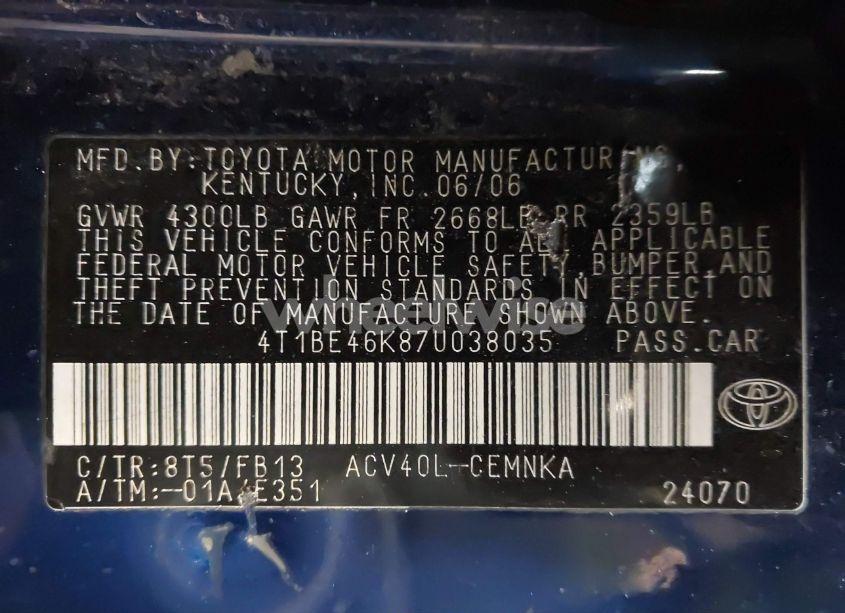 MFD. BY: TOYOTA MOTOR MANUFACTURING,
KENTUCKY, INC. 06/06
GVWR 4300LB GAWR FR 2668LB RR 2359LB
THIS VEHICLE CONFORMS TO ALL APPLICABLE
FEDERAL MOTOR VEHICLE SAFETY, BUMPER, AND
THEFT PREVENTION STANDARDS IN EFFECT ON
THE DATE OF MANUFACTURE SHOWN ABOVE.
wheelwise
4T1BE46K87U038035 PASS. CAR
C/TR: 8T5/FB13 ACV40L-CEMNKA
A/TM: 24070